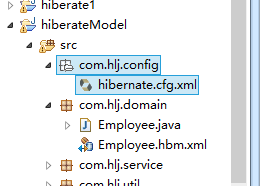 hiberate1
hiberateModel
src
com.hlj.config
hibernate.cfg.xml
com.hlj.domain
Employee.java
Employee.hbm.xml
com.hlj.service
com.hlj.util